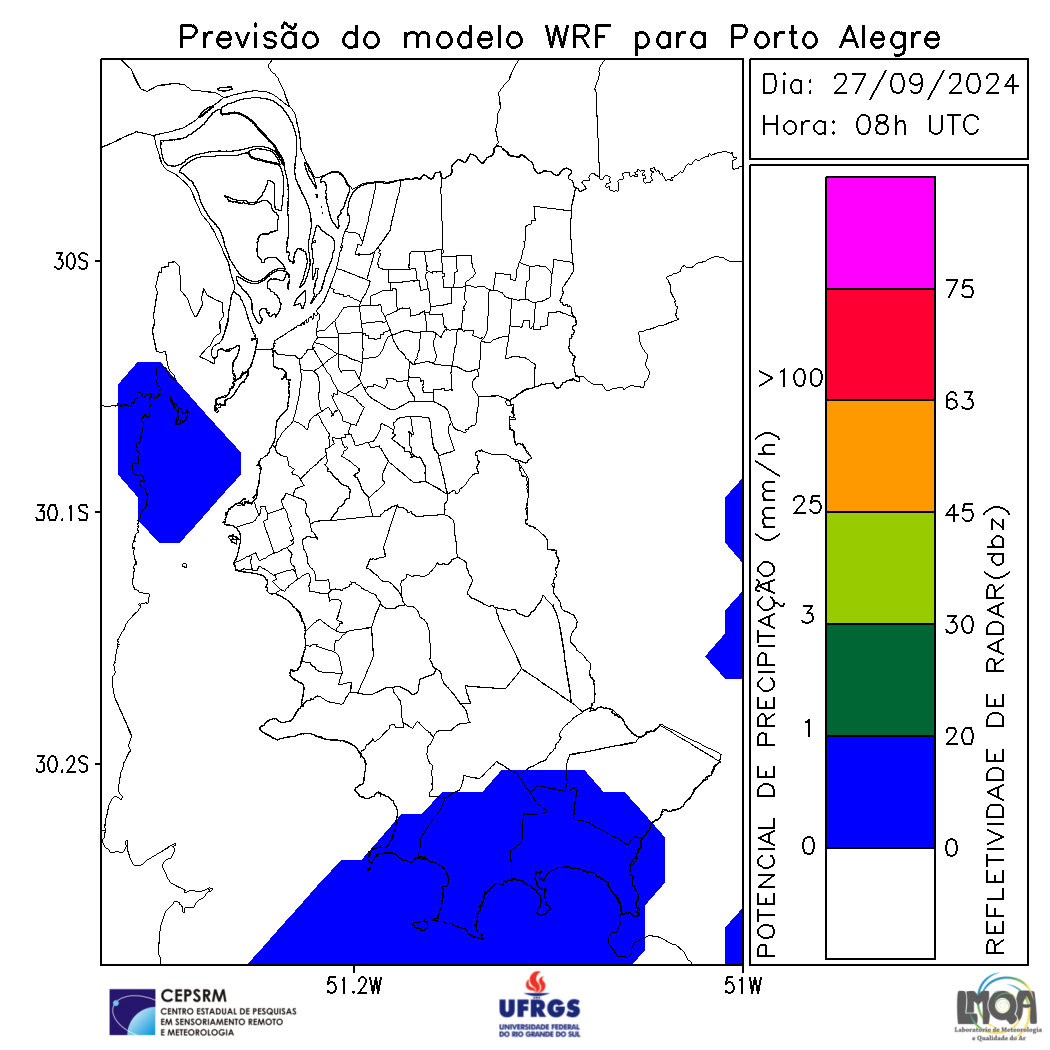 Previsão do modelo WRF para Porto Alegre
Dia: 27/09/2024
Hora: 08h UTC
30S
30.1S
30.2S
51.2W
51W
POTENCIAL DE PRECIPITAÇÃO (mm/h)
>100
25
3
1
0
75
63
45
30
20
0
REFLETIVIDADE DE RADAR(dbz)
CEPSRM
CENTRO ESTADUAL DE PESQUISAS
EM SENSORIAMENTO REMOTO
E METEOROLOGIA
UFRGS
UNIVERSIDADE FEDERAL
DO RIO GRANDE DO SUL
LMQA
Laboratório de Meteorologia
e Qualidade do Ar